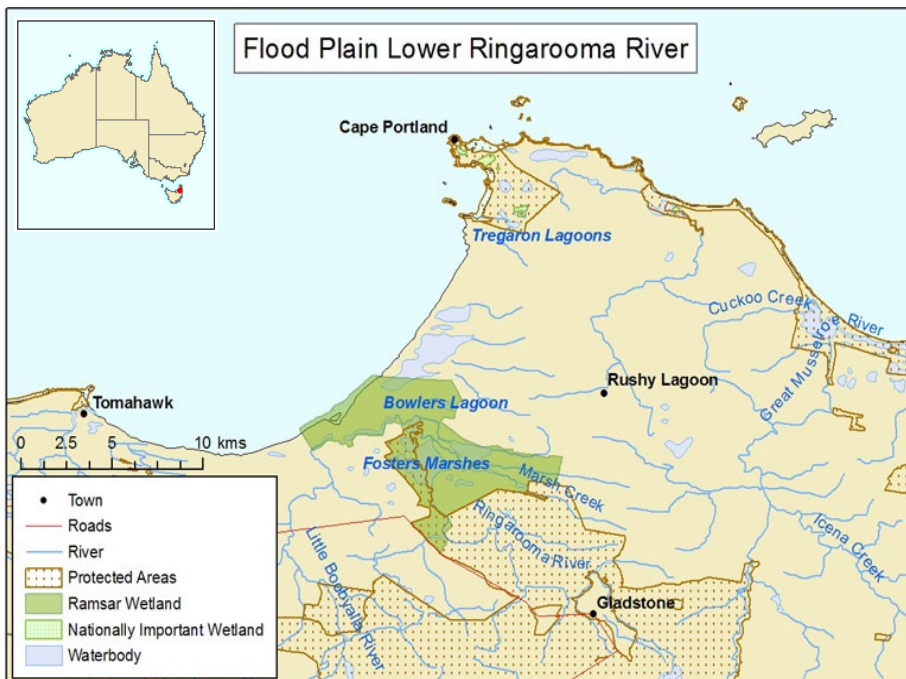 Flood Plain Lower Ringarooma River
Cape Portland
Tregaron Lagoons
Cuckoo Creek
Great Musselroe River
Rushy Lagoon
Tomahawk
Bowlers Lagoon
0 2.5 5 10 kms
Fosters Marshes
Marsh Creek
Ringarooma River
Icena Creek
Little Boobyalla River
Gladstone
Town
Roads
River
Protected Areas
Ramsar Wetland
Nationally Important Wetland
Waterbody